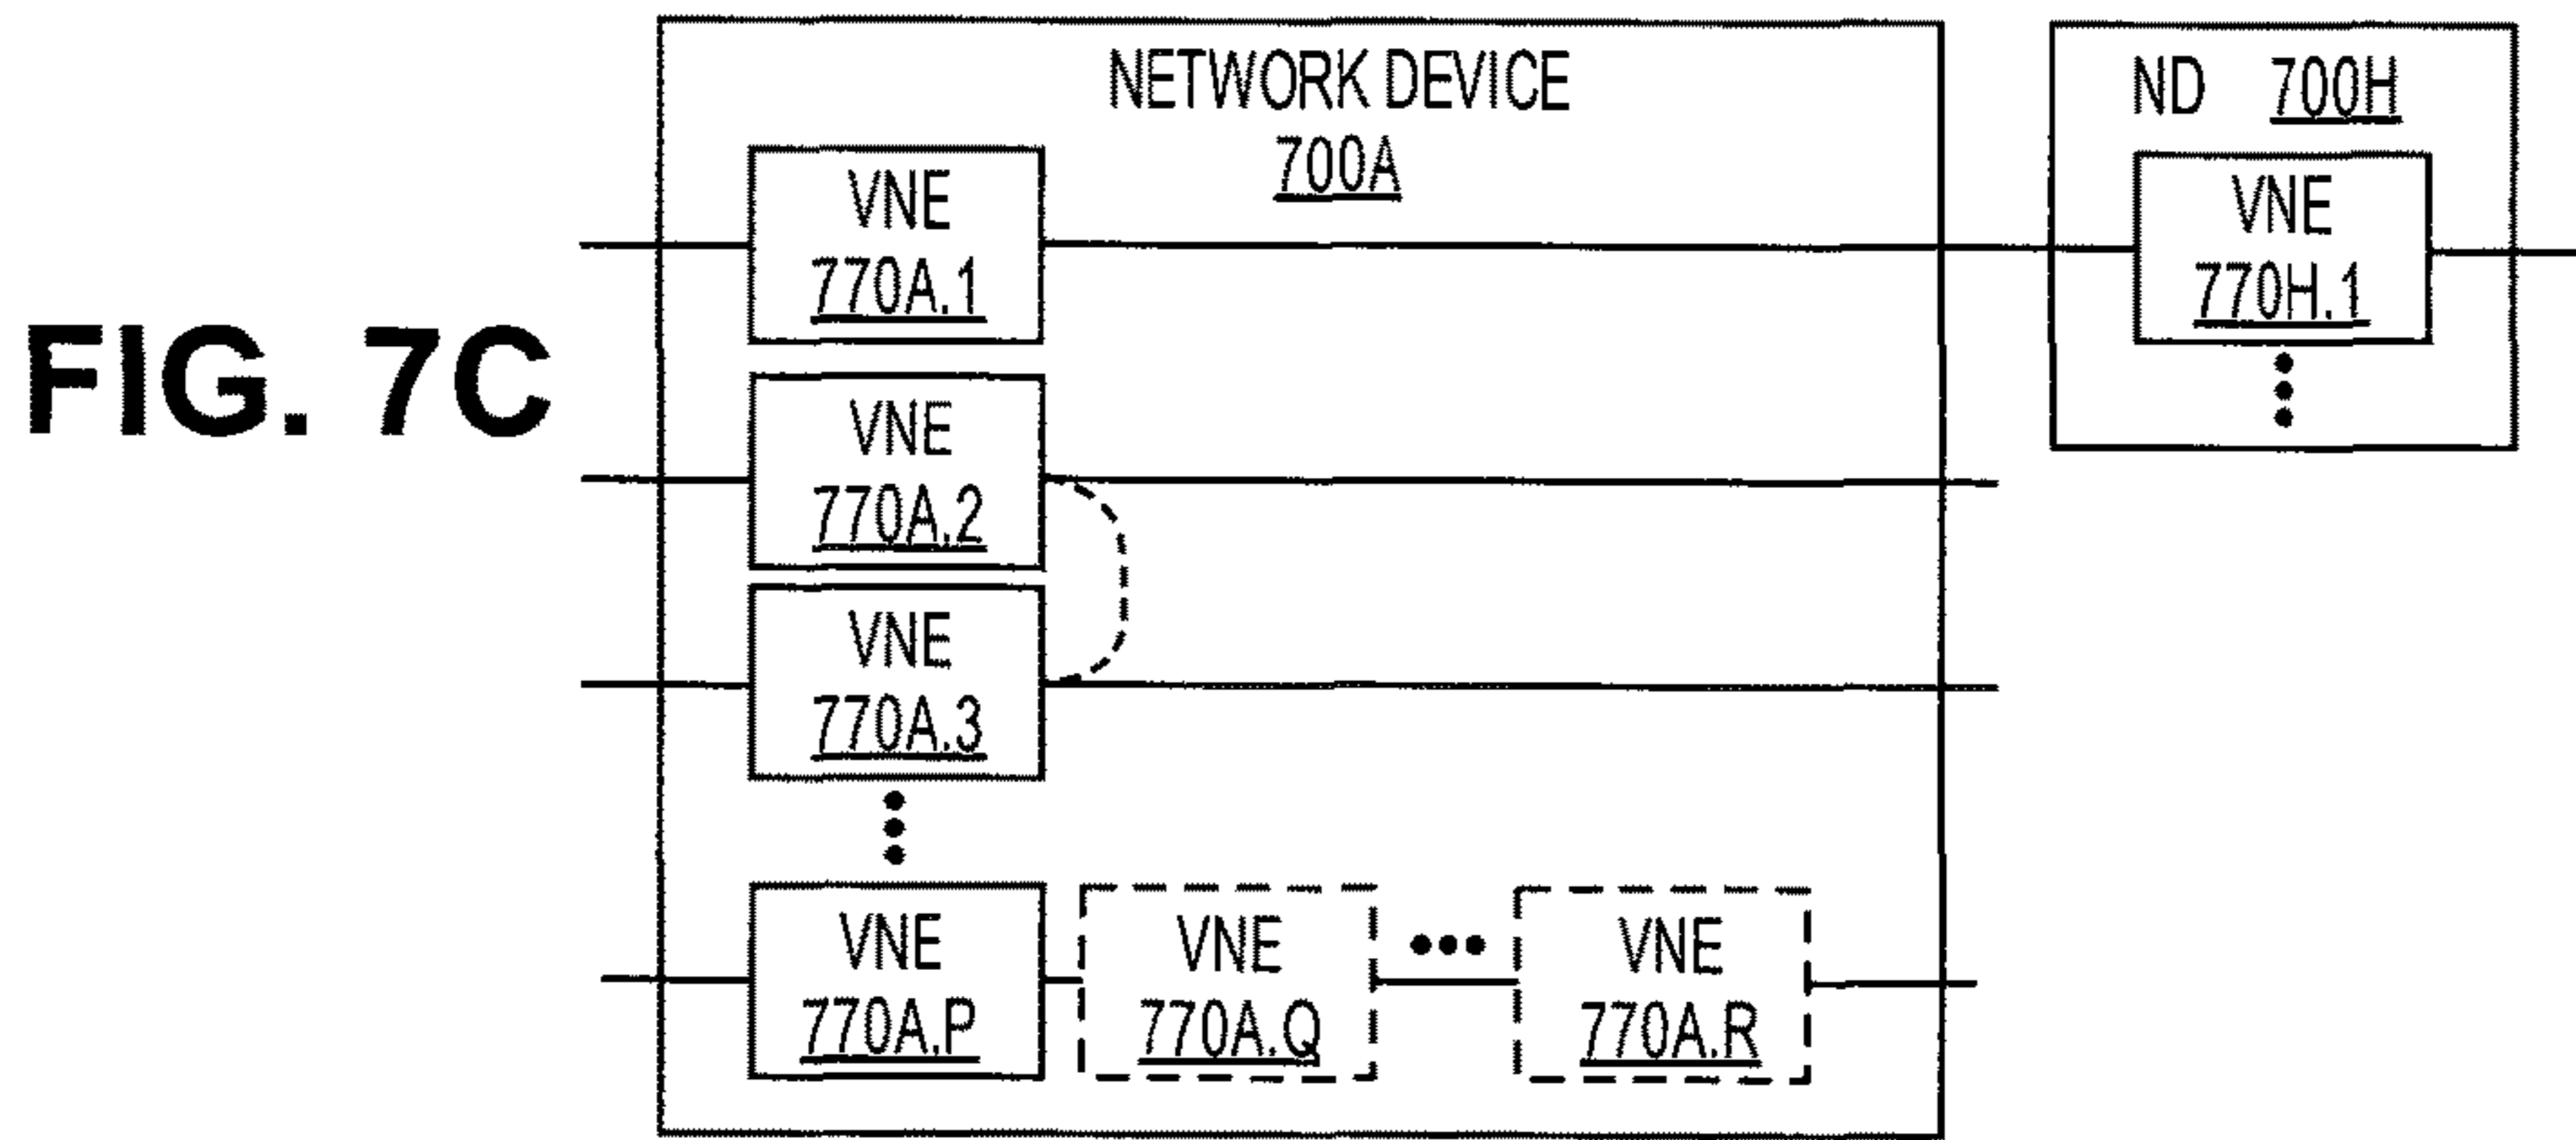 FIG. 7C
NETWORK DEVICE
700A
VNE
770A.1
VNE
770A.2
VNE
770A.3
VNE
770A.P
VNE
770A.Q
VNE
770A.R
ND 700H
VNE
770H.1